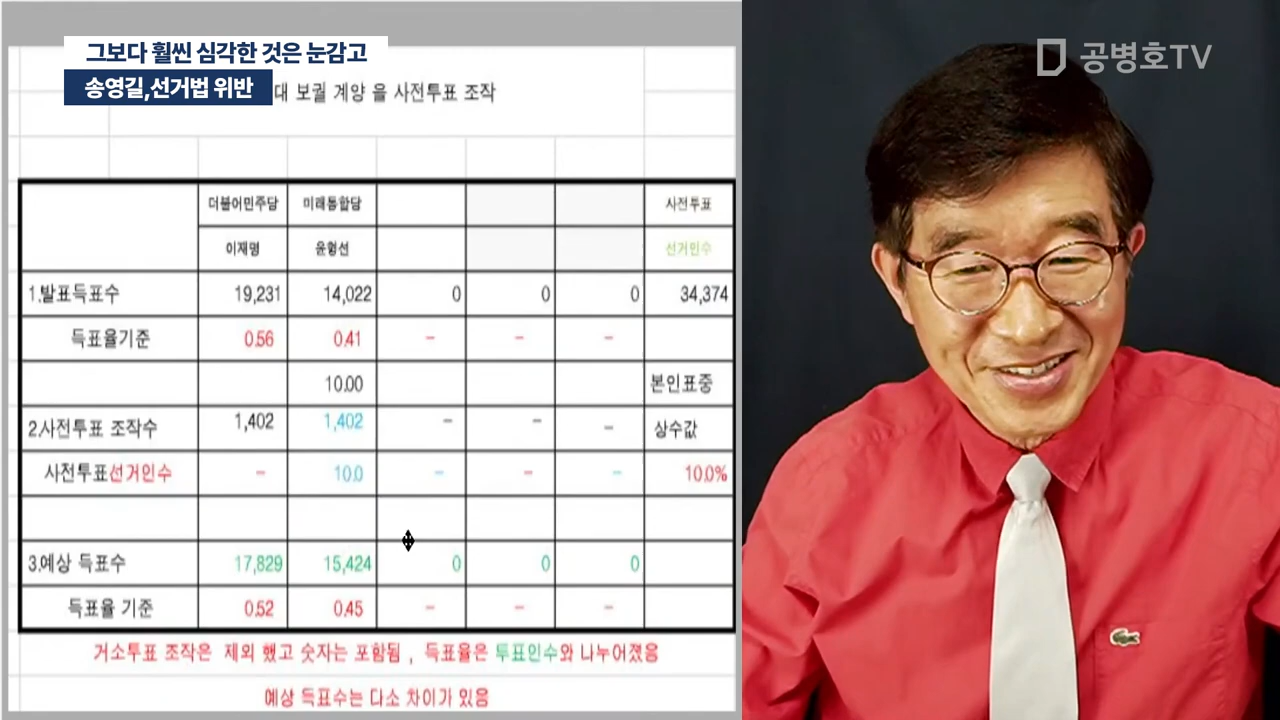 그보다 훨씬 심각한 것은 눈감고
송영길,선거법 위반
대 보궐 계양 을 사전투표 조작
공병호TV
더불어민주당 미래통합당 사전투표
이재명 윤형선 선거인수
1.발표득표수 19,231 14,022 0 0 0 34,374
득표율기준 0.56 0.41 - - -
10.00 본인표중
2.사전투표 조작수 1,402 1,402 - - - 상수값
사전투표선거인수 - 10.0 - - - 10.0%
3.예상 득표수 17,829 15,424 0 0 0
득표율 기준 0.52 0.45 - - -
거소투표 조작은 제외 했고 숫자는 포함됨 , 득표율은 투표인수와 나누어졌음
예상 득표수는 다소 차이가 있음